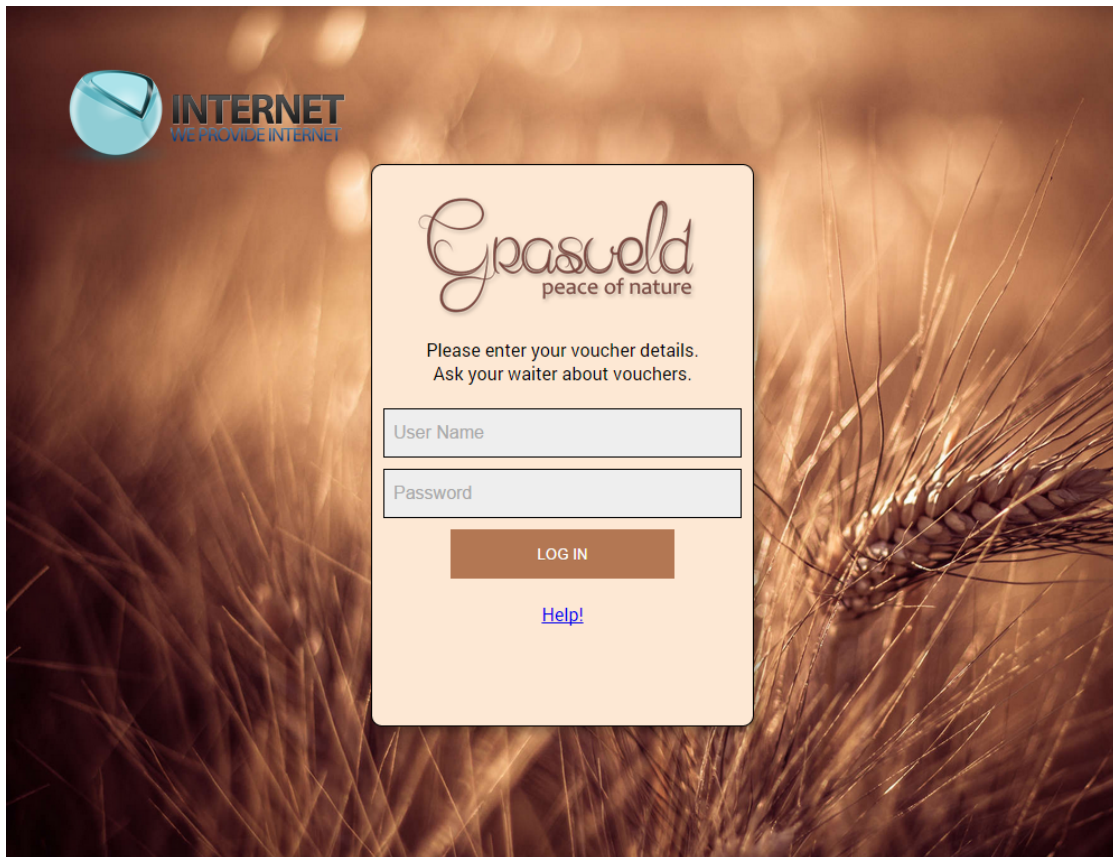 INTERNET
WE PROVIDE INTERNET
Grasveld
peace of nature
Please enter your voucher details.
Ask your waiter about vouchers.
User Name
Password
LOG IN
Help!